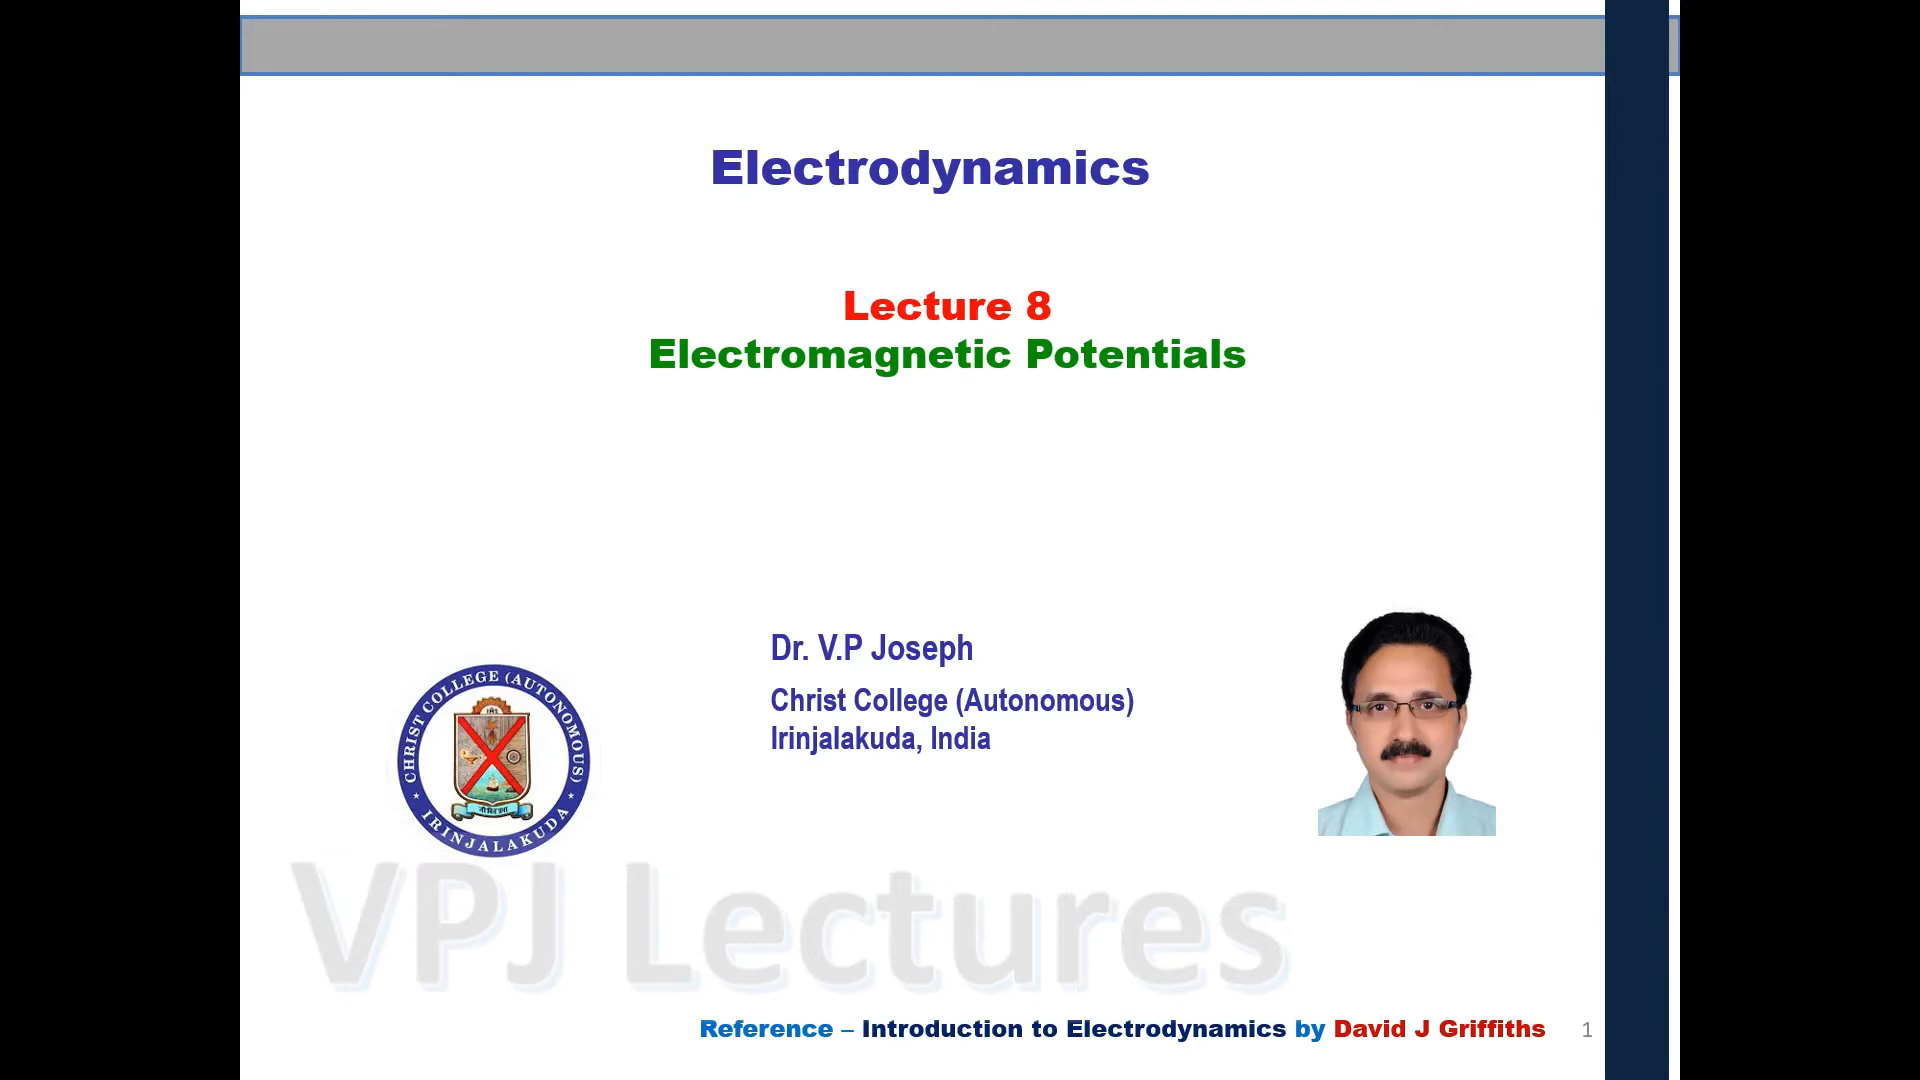 Electrodynamics
Lecture 8
Electromagnetic Potentials
Dr. V.P Joseph
Christ College (Autonomous)
Irinjalakuda, India
CHRIST COLLEGE (AUTONOMOUS)
IRINJALAKUDA
VPJ Lectures
Reference – Introduction to Electrodynamics by David J Griffiths 1